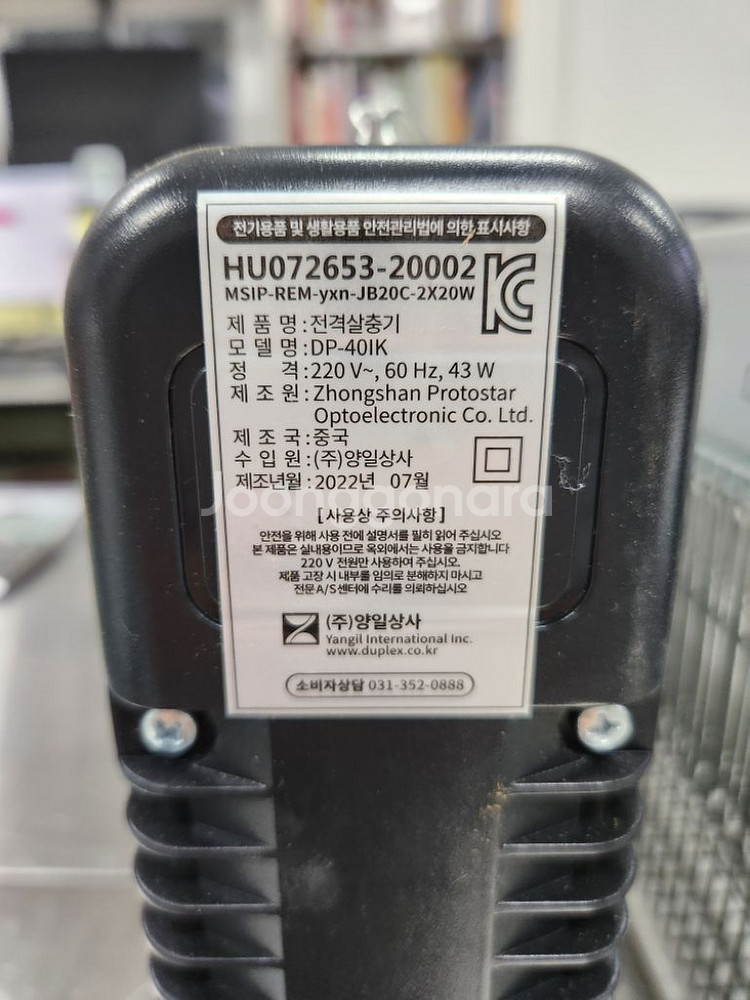 전기용품 및 생활용품 안전관리법에 의한 표시사항
HU072653-20002
MSIP-REM-yxn-JB20C-2X20W
제 품 명 : 전격살충기
모 델 명 : DP-40IK
정 격 : 220 V~, 60 Hz, 43 W
제 조 원 : Zhongshan Protostar
Optoelectronic Co. Ltd.
제 조 국 : 중국
수 입 원 : (주)양일상사
제조년월 : 2022년 07월
Joonggonara
[사용상 주의사항]
안전을 위해 사용 전에 설명서를 필히 읽어 주십시오
본 제품은 실내용이므로 옥외에서는 사용을 금지합니다
220 V 전원만 사용하여 주십시오.
제품 고장 시 내부를 임의로 분해하지 마시고
전문 A/S센터에 수리를 의뢰하십시오
(주)양일상사
Yangil International Inc.
www.duplex.co.kr
소비자상담 031-352-0888